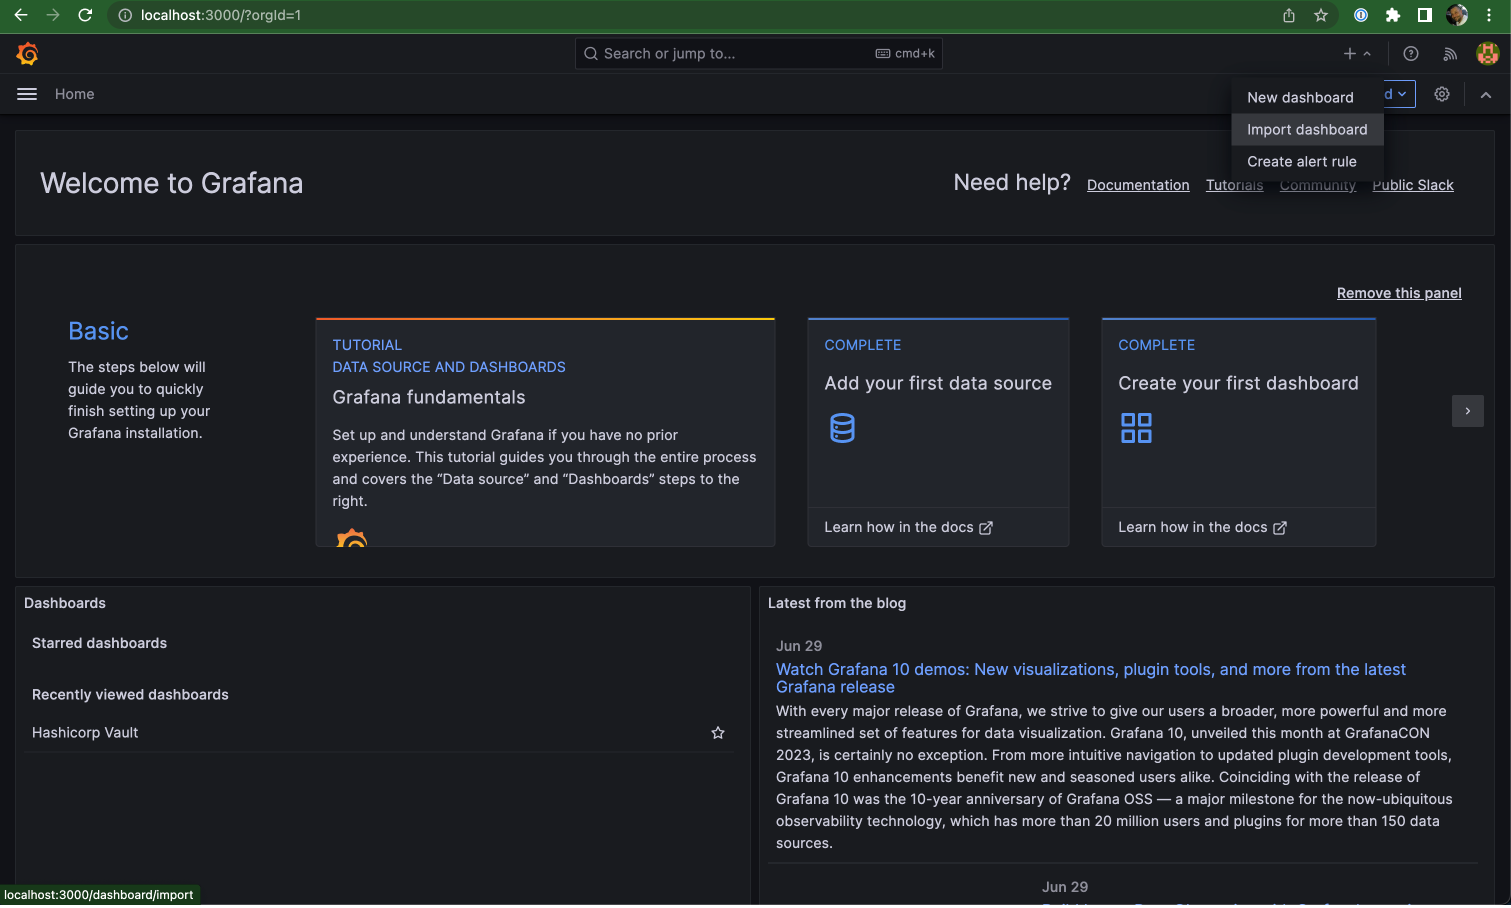 localhost:3000/?orgId=1
Search or jump to...
cmd+k
Home
New dashboard
Import dashboard
Create alert rule
d
Welcome to Grafana
Need help?
Documentation
Tutorials
Community
Public Slack
Remove this panel
Basic
The steps below will
guide you to quickly
finish setting up your
Grafana installation.
TUTORIAL
DATA SOURCE AND DASHBOARDS
Grafana fundamentals
Set up and understand Grafana if you have no prior
experience. This tutorial guides you through the entire process
and covers the “Data source” and “Dashboards” steps to the
right.
COMPLETE
Add your first data source
Learn how in the docs
COMPLETE
Create your first dashboard
Learn how in the docs
Dashboards
Starred dashboards
Recently viewed dashboards
Hashicorp Vault
Latest from the blog
Jun 29
Watch Grafana 10 demos: New visualizations, plugin tools, and more from the latest
Grafana release
With every major release of Grafana, we strive to give our users a broader, more powerful and more
streamlined set of features for data visualization. Grafana 10, unveiled this month at GrafanaCON
2023, is certainly no exception. From more intuitive navigation to updated plugin development tools,
Grafana 10 enhancements benefit new and seasoned users alike. Coinciding with the release of
Grafana 10 was the 10-year anniversary of Grafana OSS — a major milestone for the now-ubiquitous
observability technology, which has more than 20 million users and plugins for more than 150 data
sources.
Jun 29
localhost:3000/dashboard/import